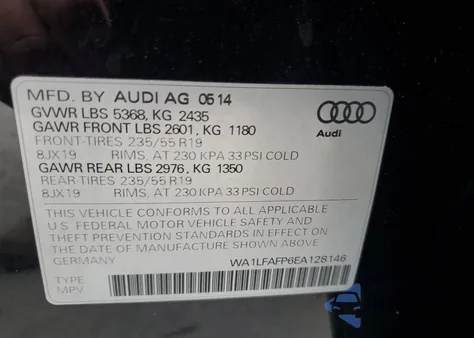 MFD. BY AUDI AG 0514
GVWR LBS 5368, KG 2435
GAWR FRONT LBS 2601, KG 1180
FRONT-TIRES 235/55 R19
8JX19 RIMS, AT 230 KPA 33 PSI COLD
GAWR REAR LBS 2976, KG 1350
REAR-TIRES 235/55 R19
8JX19 RIMS, AT 230 KPA 33 PSI COLD
Audi
THIS VEHICLE CONFORMS TO ALL APPLICABLE
U.S. FEDERAL MOTOR VEHICLE SAFETY AND
THEFT PREVENTION STANDARDS IN EFFECT ON
THE DATE OF MANUFACTURE SHOWN ABOVE
GERMANY WA1LFAFP6EA128146
TYPE
MPV